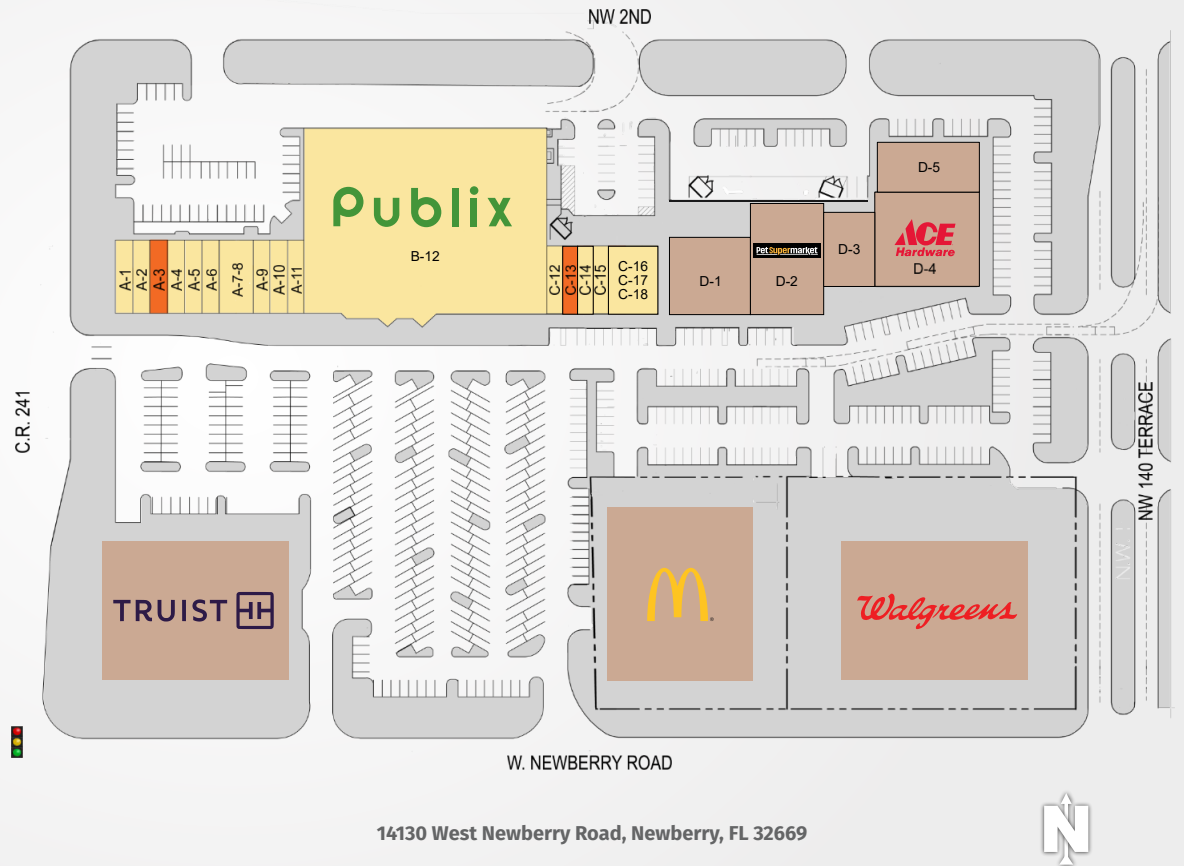 NW 2ND
Publix
B-12
A-1
A-2
A-3
A-4
A-5
A-6
A-7-8
A-9
A-10
A-11
C-12
C-13
C-14
C-15
C-16
C-17
C-18
D-1
PetSupermarket
D-2
D-3
D-5
ACE
Hardware
D-4
C.R. 241
NW 140 TERRACE
TRUIST
M
Walgreens
W. NEWBERRY ROAD
14130 West Newberry Road, Newberry, FL 32669
N